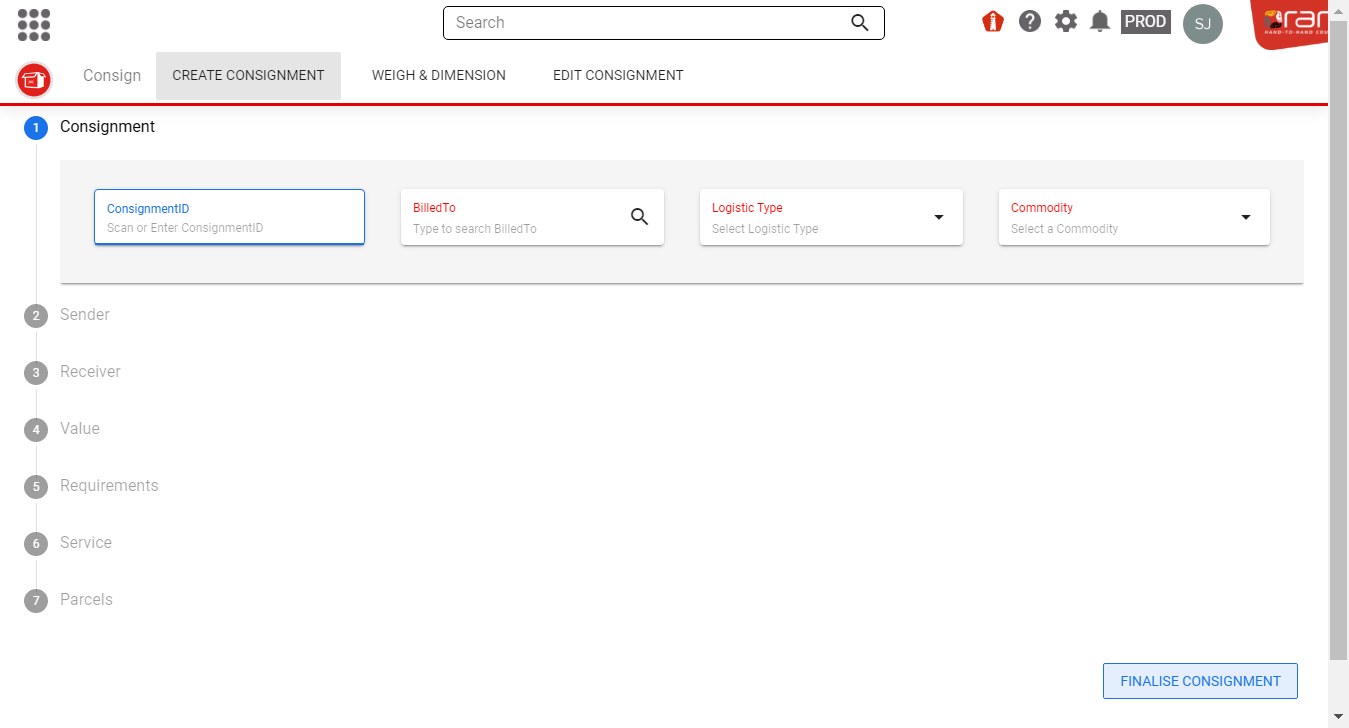 Search
PROD
SJ
HAND-TO-HAND COU
Consign
CREATE CONSIGNMENT
WEIGH & DIMENSION
EDIT CONSIGNMENT
1 Consignment
ConsignmentID
Scan or Enter ConsignmentID
BilledTo
Type to search BilledTo
Logistic Type
Select Logistic Type
Commodity
Select a Commodity
2 Sender
3 Receiver
4 Value
5 Requirements
6 Service
7 Parcels
FINALISE CONSIGNMENT